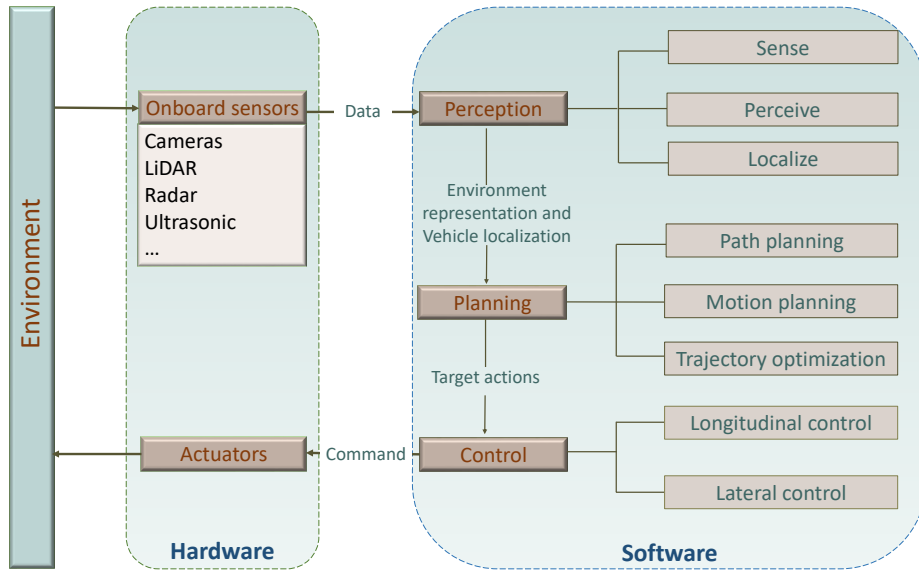 Environment
Onboard sensors
Cameras
LiDAR
Radar
Ultrasonic
...
Actuators
Hardware
Data
Command
Perception
Environment
representation and
Vehicle localization
Planning
Target actions
Control
Sense
Perceive
Localize
Path planning
Motion planning
Trajectory optimization
Longitudinal control
Lateral control
Software